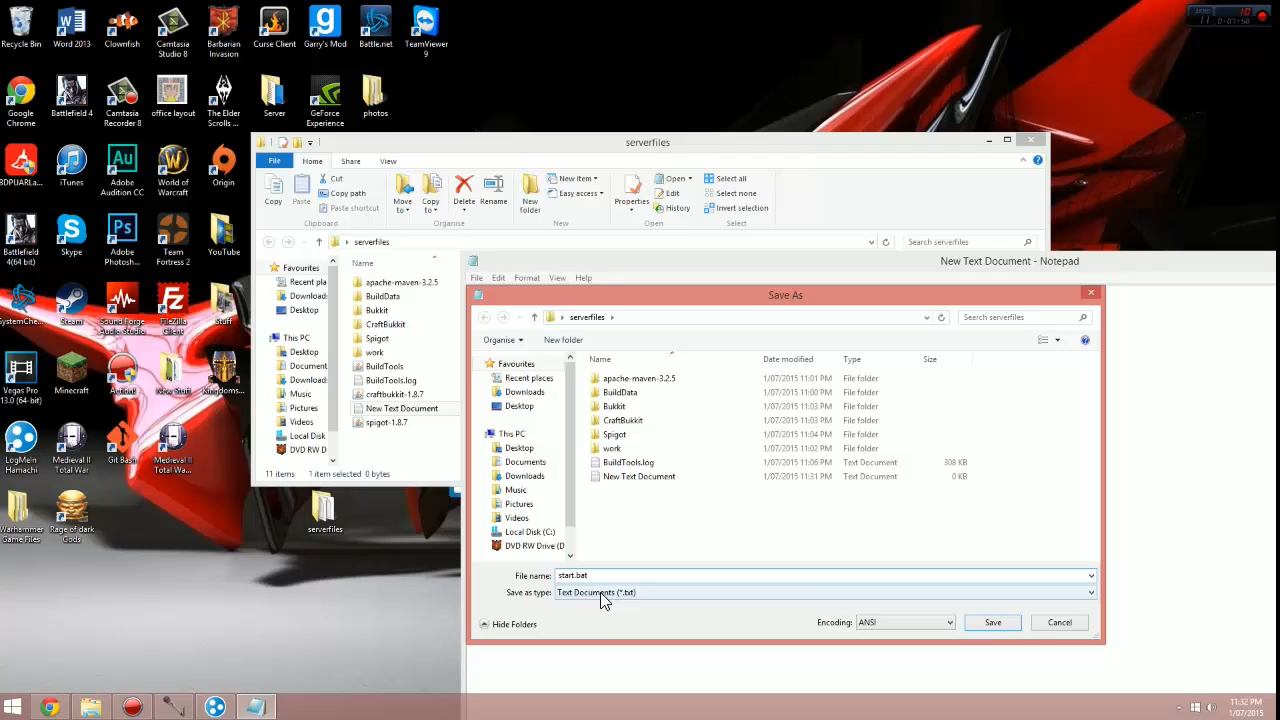 Recycle Bin
Word 2013
Clownfish
Camtasia Studio 8
Barbarian Invasion
Curse Client
Garry's Mod
Battle.net
TeamViewer 9
Google Chrome
Battlefield 4
Camtasia Recorder 8
office layout
The Elder Scrolls ...
Server
GeForce Experience
photos
BDPUARLa...
iTunes
Adobe Audition CC
World of Warcraft
Origin
Battlefield 4(64 bit)
Skype
Adobe Photosh...
Team Fortress 2
YouTube
SystemChe...
Steam
Sound Forge Audio Studio
FileZilla Client
Stuff
Vegas Pro 13.0 (64-bit)
Minecraft
Action!
New Stuff
Kingdoms...
LogMein Hamachi
Medieval II Total War
Git Bash
Medieval II Total Wa...
Warhammer Game Files
Rage of dark Gods
serverfiles
serverfiles
File Home Share View
Copy
Paste
Cut
Copy path
Paste shortcut
Clipboard
Move to
Copy to
Delete
Rename
Organise
New folder
New item
Easy access
New
Properties
Open
Edit
History
Open
Select all
Select none
Invert selection
Select
serverfiles
Search serverfiles
Favourites
Recent pla
Download:
Desktop
This PC
Desktop
Document
Download:
Music
Pictures
Videos
Local Disk
DVD RW D
Name
apache-maven-3.2.5
BuildData
Bukkit
CraftBukkit
Spigot
work
BuildTools
BuildTools.log
craftbukkit-1.8.7
New Text Document
spigot-1.8.7
11 items 1 item selected 0 bytes
New Text Document - Notepad
File Edit Format View Help
Save As
serverfiles
Search serverfiles
Organise New folder
Favourites
Recent places
Downloads
Desktop
This PC
Desktop
Documents
Downloads
Music
Pictures
Videos
Local Disk (C:)
DVD RW Drive (D
Name Date modified Type Size
apache-maven-3.2.5 1/07/2015 11:01 PM File folder
BuildData 1/07/2015 11:00 PM File folder
Bukkit 1/07/2015 11:03 PM File folder
CraftBukkit 1/07/2015 11:03 PM File folder
Spigot 1/07/2015 11:04 PM File folder
work 1/07/2015 11:02 PM File folder
BuildTools.log 1/07/2015 11:06 PM Text Document 308 KB
New Text Document 1/07/2015 11:31 PM Text Document 0 KB
File name: start.bat
Save as type: Text Documents (*.txt)
Hide Folders
Encoding: ANSI
Save
Cancel
11:32 PM
1/07/2015